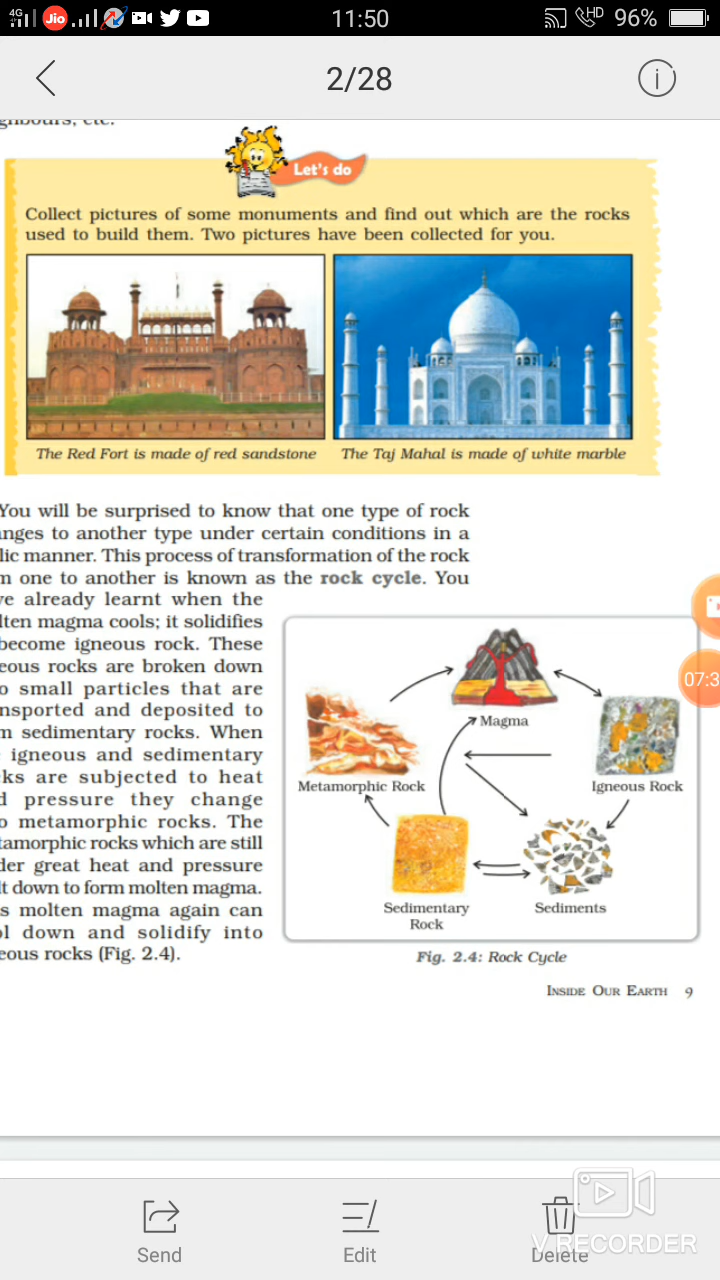 4G Jio HD 96%
11:50
2/28
Let's do
Collect pictures of some monuments and find out which are the rocks
used to build them. Two pictures have been collected for you.
The Red Fort is made of red sandstone
The Taj Mahal is made of white marble
You will be surprised to know that one type of rock
nges to another type under certain conditions in a
lic manner. This process of transformation of the rock
one to another is known as the rock cycle. You
e already learnt when the
lten magma cools; it solidifies
become igneous rock. These
eous rocks are broken down
o small particles that are
nsported and deposited to
m sedimentary rocks. When
igneous and sedimentary
ks are subjected to heat
d pressure they change
o metamorphic rocks. The
tamorphic rocks which are still
der great heat and pressure
lt down to form molten magma.
s molten magma again can
ol down and solidify into
eous rocks (Fig. 2.4).
Magma
Metamorphic Rock
Igneous Rock
Sedimentary
Rock
Sediments
Fig. 2.4: Rock Cycle
INSIDE OUR EARTH 9
07:3
Send
Edit
Delete
V RECORDER